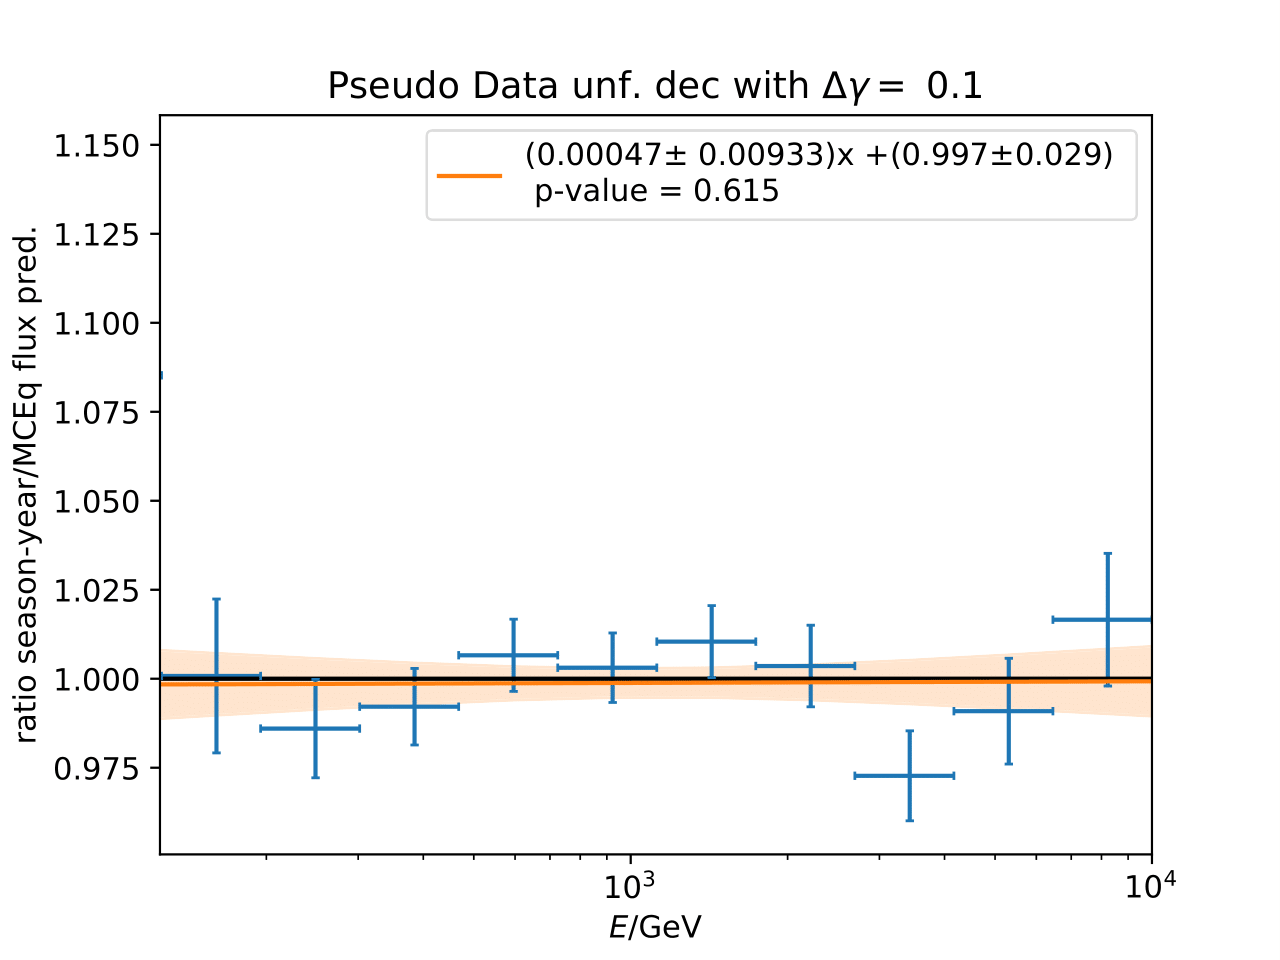 Pseudo Data unf. dec with Δγ = 0.1
(0.00047± 0.00933)x +(0.997±0.029)
p-value = 0.615
ratio season-year/MCEq flux pred.
1.150
1.125
1.100
1.075
1.050
1.025
1.000
0.975
10³
10⁴
E/GeV